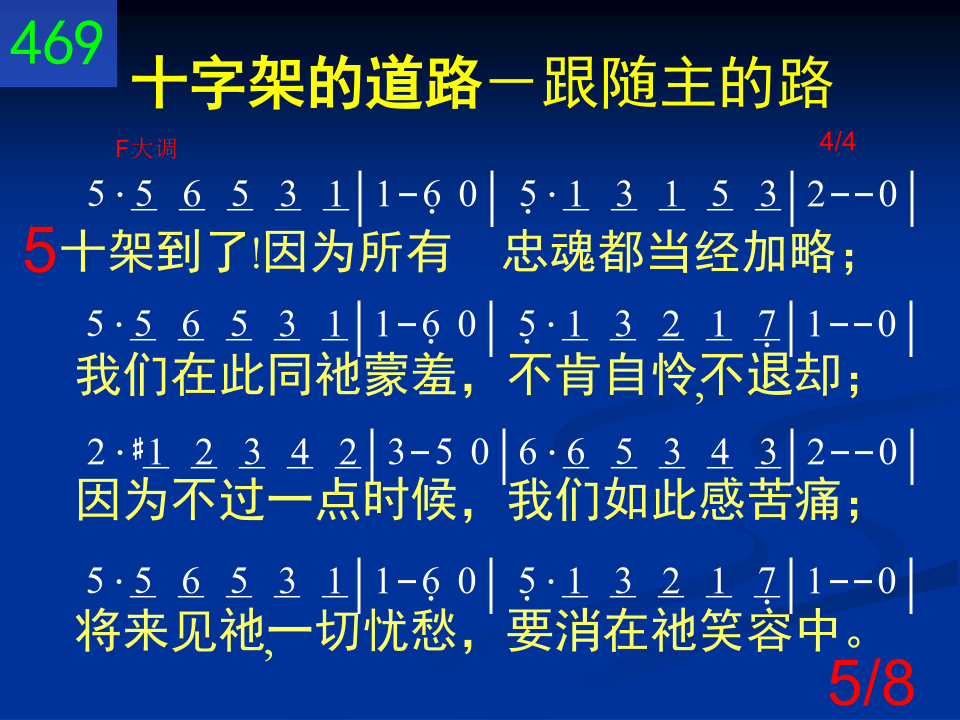 469
十字架的道路－跟随主的路
F大调 4/4
5·5 6 5 3 1|1-6 0|5·1 3 1 5 3|2--0|
5十架到了!因为所有 忠魂都当经加略；
5·5 6 5 3 1|1-6 0|5·1 3 2 1 7|1--0|
我们在此同祂蒙羞，不肯自怜,不退却；
2·♯1 2 3 4 2|3-5 0|6·6 5 3 4 3|2--0|
因为不过一点时候，我们如此感苦痛；
5·5 6 5 3 1|1-6 0|5·1 3 2 1 7|1--0|
将来见祂,一切忧愁，要消在祂笑容中。
5/8